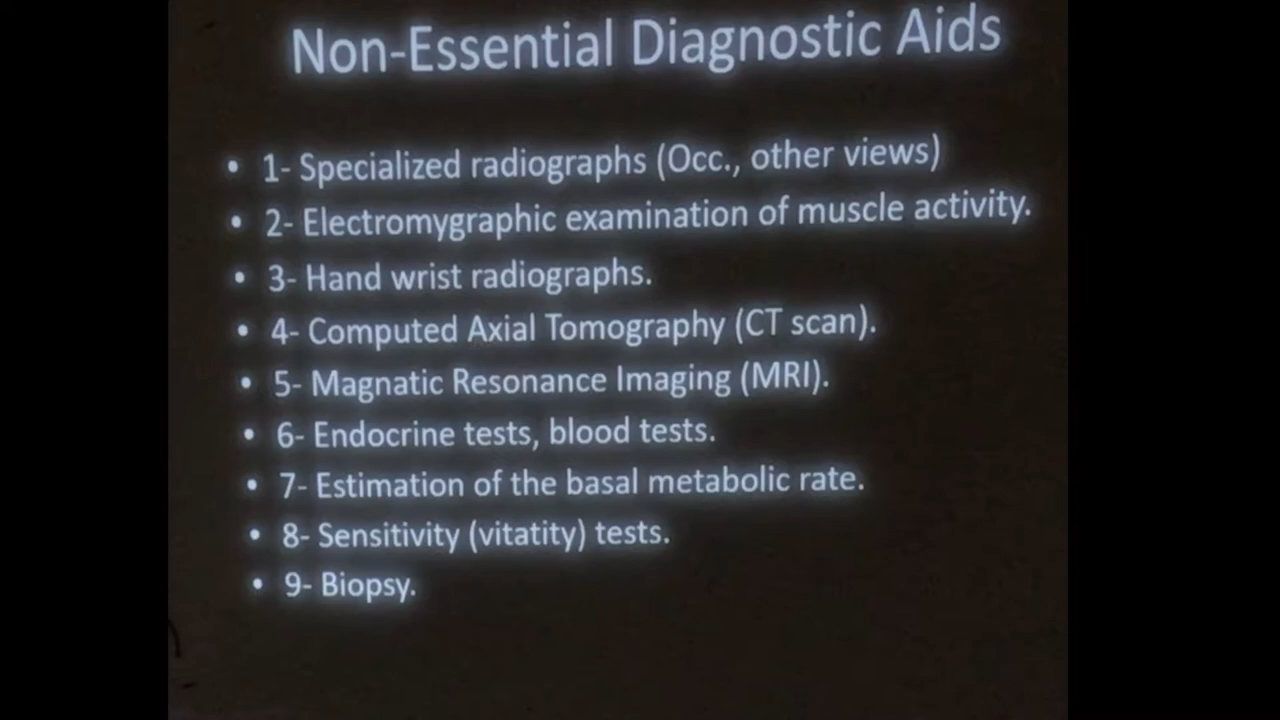 Non-Essential Diagnostic Aids
• 1- Specialized radiographs (Occ., other views)
• 2- Electromygraphic examination of muscle activity.
• 3- Hand wrist radiographs.
• 4- Computed Axial Tomography (CT scan).
• 5- Magnatic Resonance Imaging (MRI).
• 6- Endocrine tests, blood tests.
• 7- Estimation of the basal metabolic rate.
• 8- Sensitivity (vitatity) tests.
• 9- Biopsy.